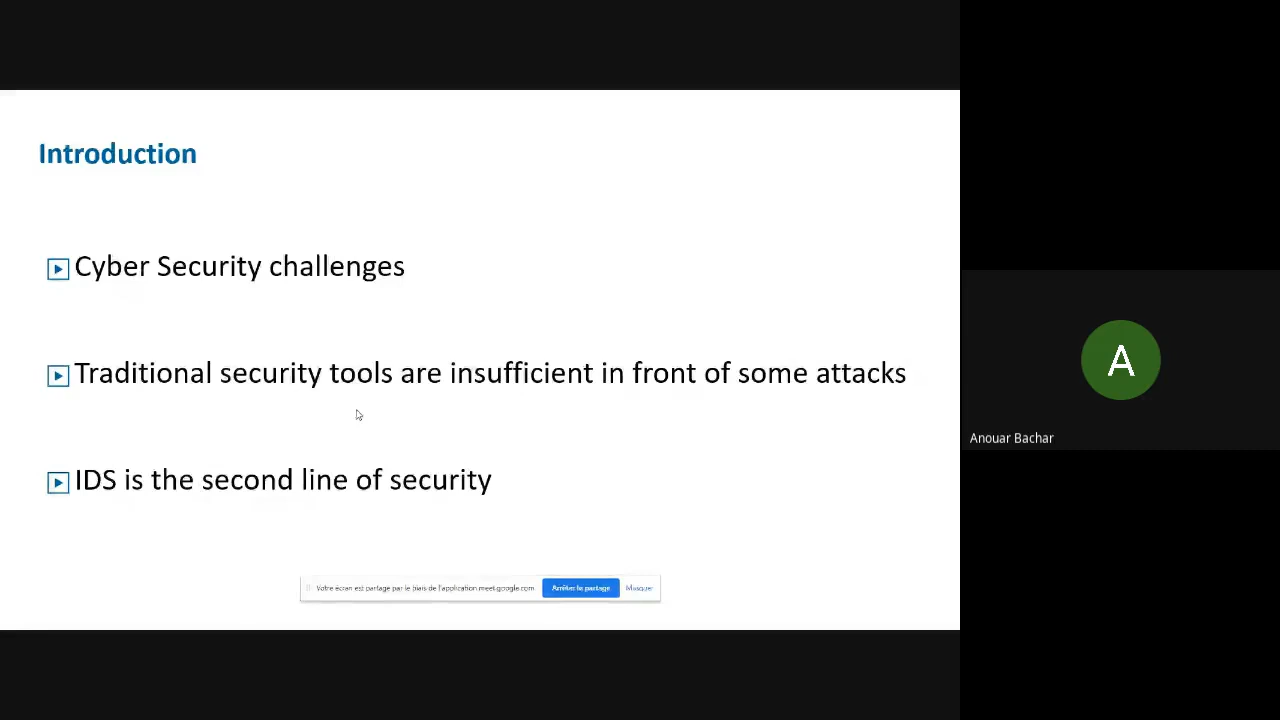 Introduction
Cyber Security challenges
Traditional security tools are insufficient in front of some attacks
IDS is the second line of security
Votre écran est partagé par le biais de l'application meet.google.com.
Arrêter le partage
Masquer
A
Anouar Bachar